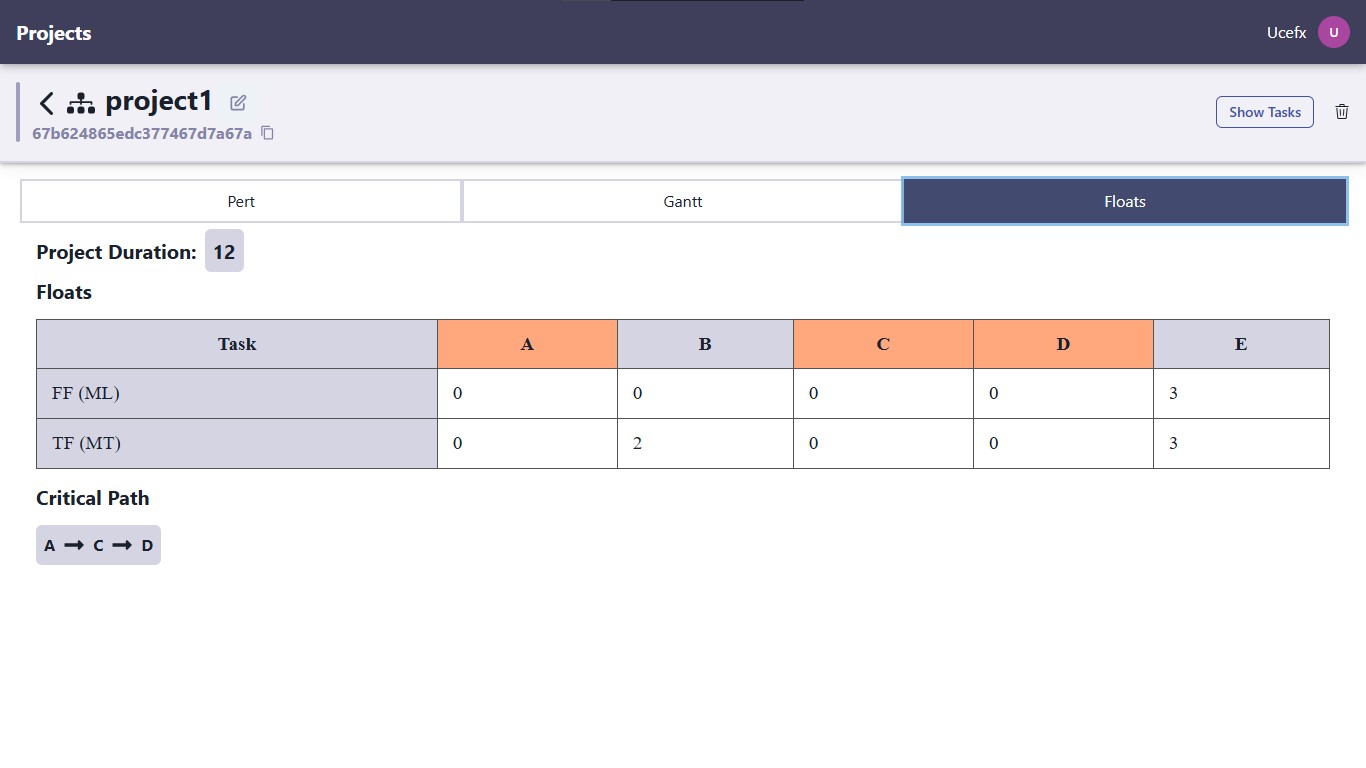 Projects
Ucefx U
project1
67b624865edc377467d7a67a
Show Tasks
Pert Gantt Floats
Project Duration: 12
Floats
Task A B C D E
FF (ML) 0 0 0 0 3
TF (MT) 0 2 0 0 3
Critical Path
A → C → D